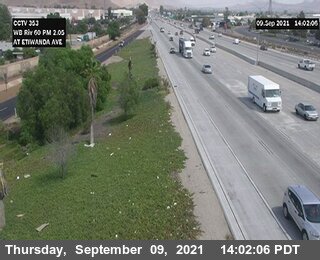 CCTV 353
WB Riv 60 PM 2.05
AT ETIWANDA AVE
09.Sep.2021 14:02:05
Thursday, September 09, 2021 14:02:06 PDT